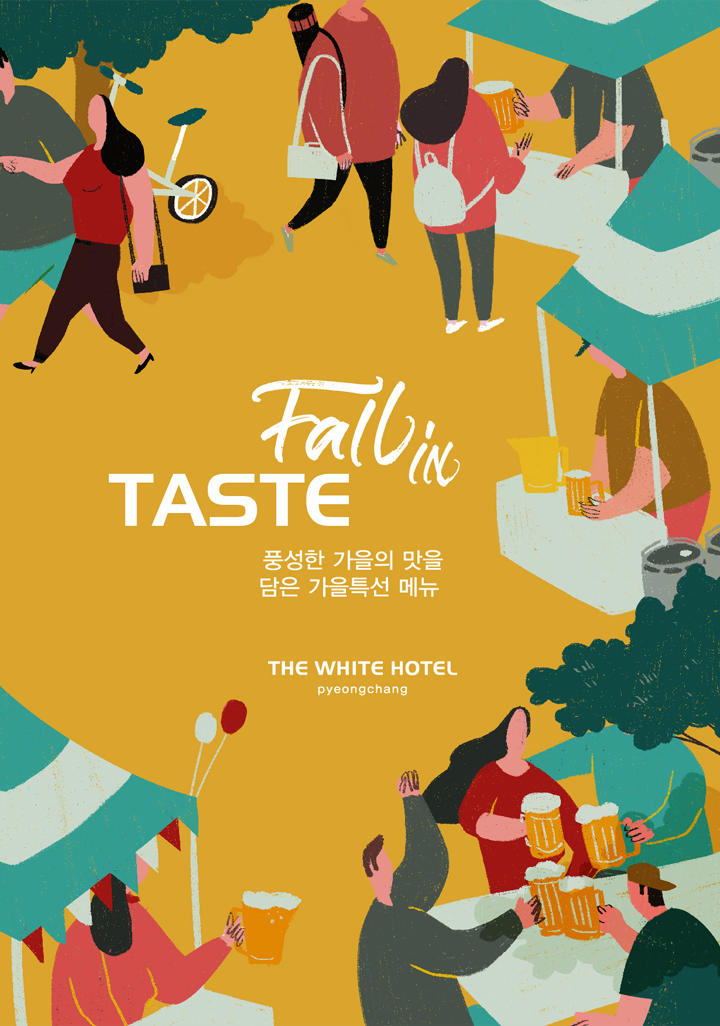 Fall in
TASTE
풍성한 가을의 맛을
담은 가을특선 메뉴
THE WHITE HOTEL
pyeongchang